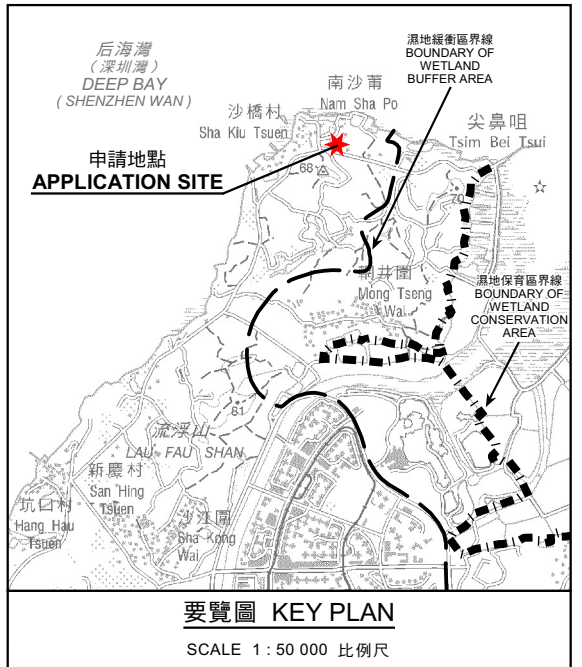 后海灣
(深圳灣)
DEEP BAY
( SHENZHEN WAN )
濕地緩衝區界線
BOUNDARY OF
WETLAND
BUFFER AREA
南沙莆
Nam Sha Po
沙橋村
Sha Kiu Tsuen
尖鼻咀
Tsim Bei Tsui
申請地點
APPLICATION SITE
68
70
輞井圍
Mong Tseng
Wai
濕地保育區界線
BOUNDARY OF
WETLAND
CONSERVATION
AREA
81
流浮山
LAU FAU SHAN
新慶村
San Hing
Tsuen
坑口村
Hang Hau
Tsuen
沙江圍
Sha Kong
Wai
要覽圖 KEY PLAN
SCALE 1 : 50 000 比例尺